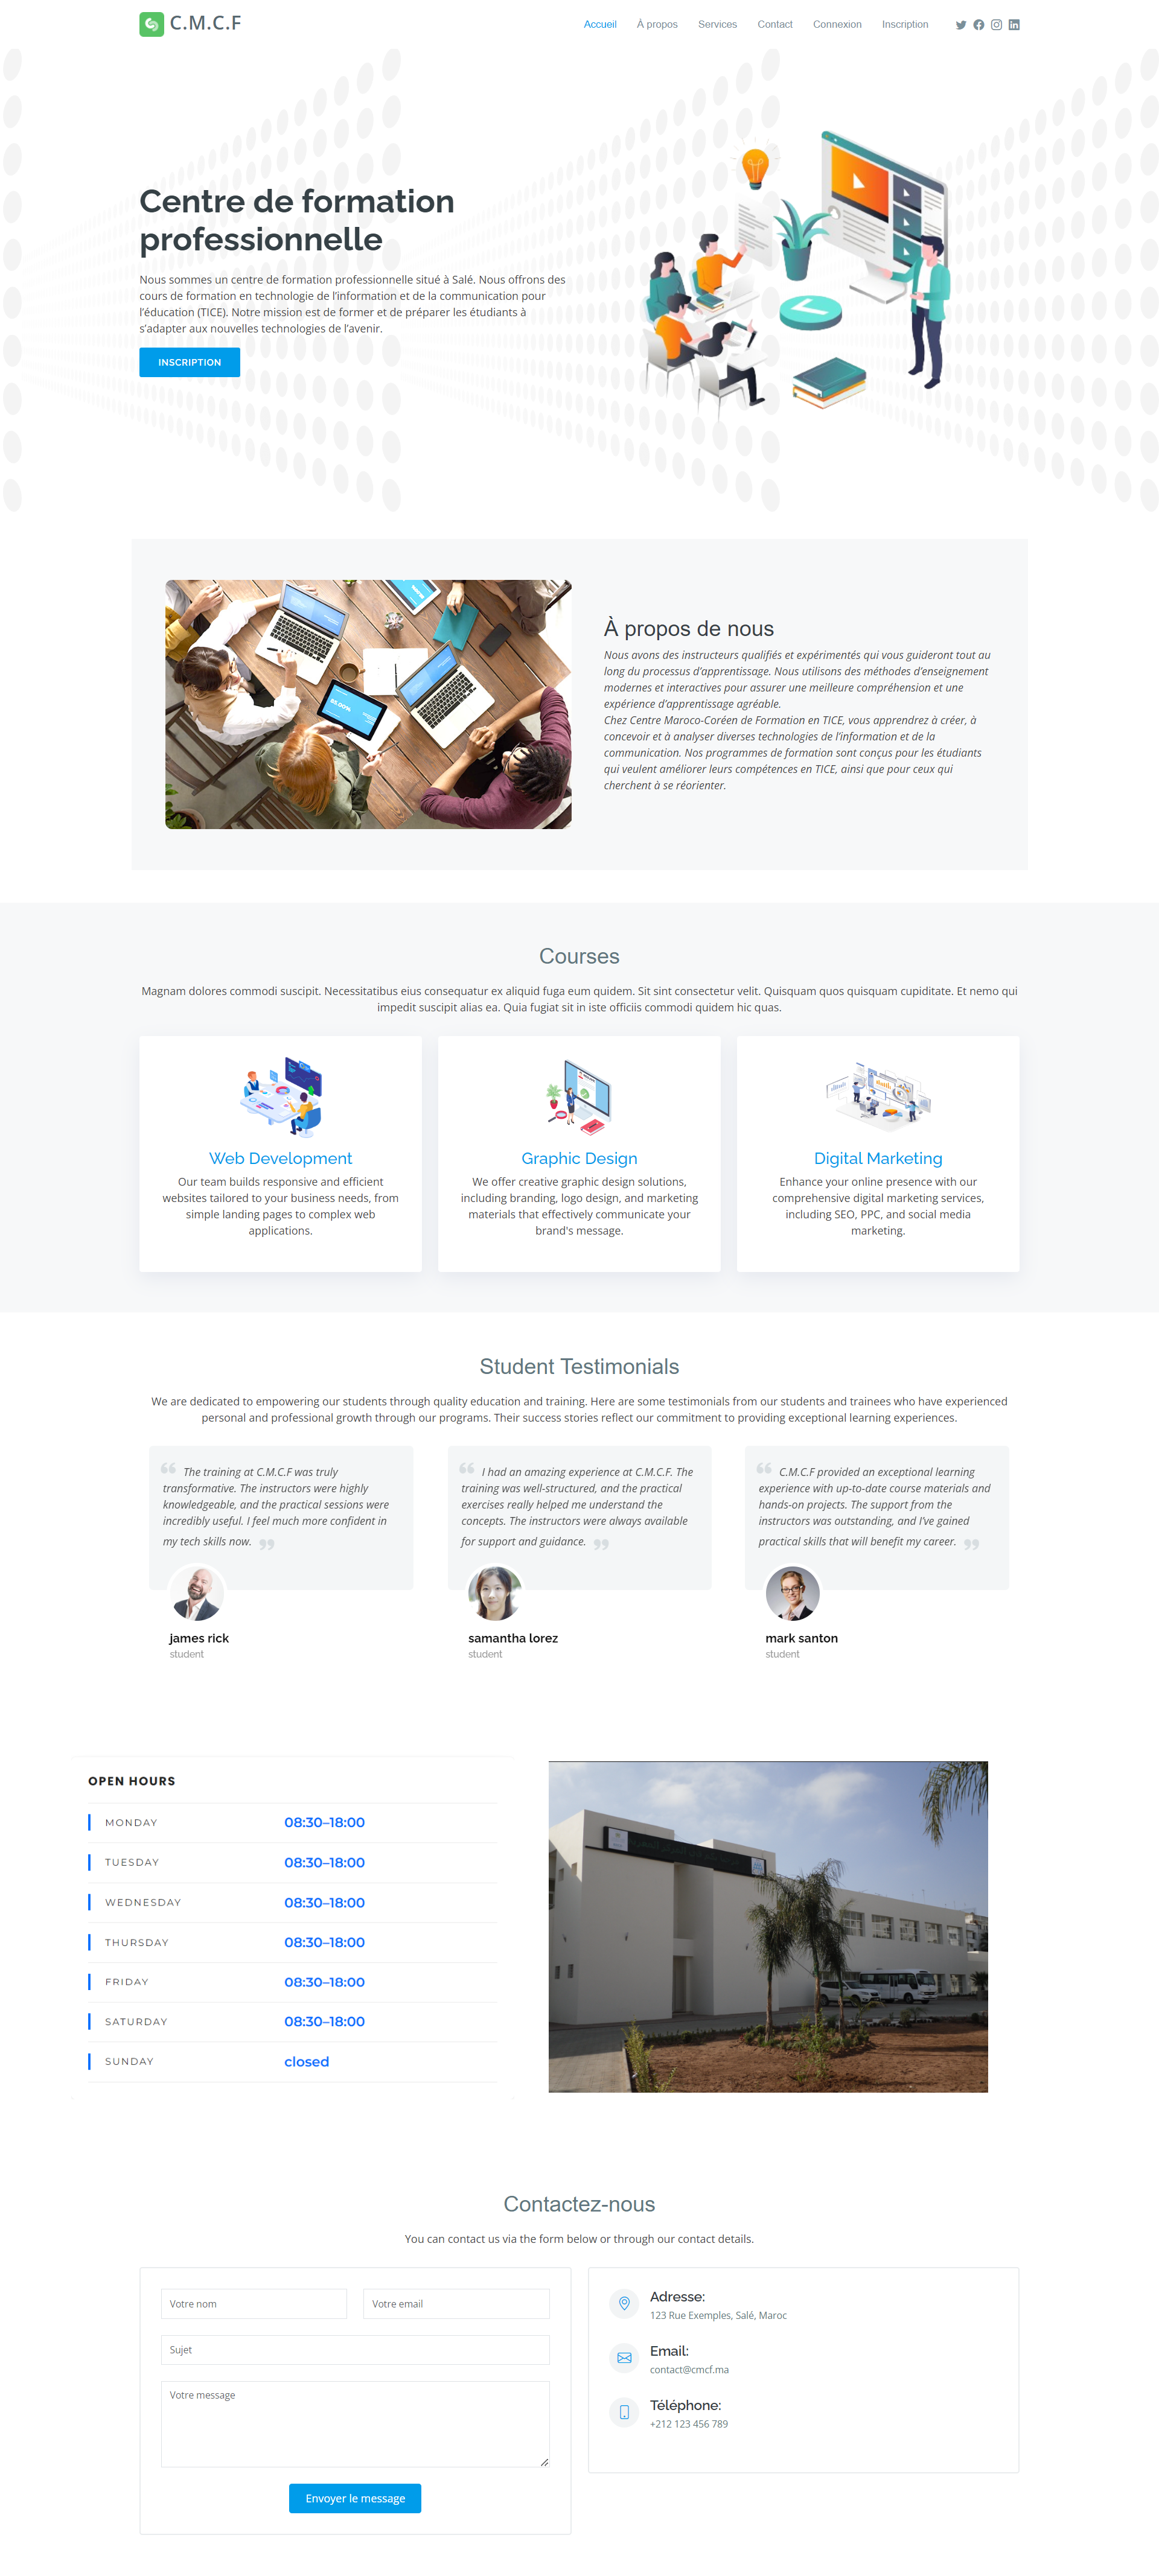 C.M.C.F
Accueil
À propos
Services
Contact
Connexion
Inscription
Centre de formation
professionnelle
Nous sommes un centre de formation professionnelle situé à Salé. Nous offrons des
cours de formation en technologie de l'information et de la communication pour
l'éducation (TICE). Notre mission est de former et de préparer les étudiants à
s'adapter aux nouvelles technologies de l'avenir.
INSCRIPTION
À propos de nous
Nous avons des instructeurs qualifiés et expérimentés qui vous guideront tout au
long du processus d'apprentissage. Nous utilisons des méthodes d'enseignement
modernes et interactives pour assurer une meilleure compréhension et une
expérience d'apprentissage agréable.
Chez Centre Maroco-Coréen de Formation en TICE, vous apprendrez à créer, à
concevoir et à analyser diverses technologies de l'information et de la
communication. Nos programmes de formation sont conçus pour les étudiants
qui veulent améliorer leurs compétences en TICE, ainsi que pour ceux qui
cherchent à se réorienter.
Courses
Magnam dolores commodi suscipit. Necessitatibus eius consequatur ex aliquid fuga eum quidem. Sit sint consectetur velit. Quisquam quos quisquam cupiditate. Et nemo qui
impedit suscipit alias ea. Quia fugiat sit in iste officiis commodi quidem hic quas.
Web Development
Our team builds responsive and efficient
websites tailored to your business needs, from
simple landing pages to complex web
applications.
Graphic Design
We offer creative graphic design solutions,
including branding, logo design, and marketing
materials that effectively communicate your
brand's message.
Digital Marketing
Enhance your online presence with our
comprehensive digital marketing services,
including SEO, PPC, and social media
marketing.
Student Testimonials
We are dedicated to empowering our students through quality education and training. Here are some testimonials from our students and trainees who have experienced
personal and professional growth through our programs. Their success stories reflect our commitment to providing exceptional learning experiences.
The training at C.M.C.F was truly
transformative. The instructors were highly
knowledgeable, and the practical sessions were
incredibly useful. I feel much more confident in
my tech skills now.
james rick
student
I had an amazing experience at C.M.C.F. The
training was well-structured, and the practical
exercises really helped me understand the
concepts. The instructors were always available
for support and guidance.
samantha lorez
student
C.M.C.F provided an exceptional learning
experience with up-to-date course materials and
hands-on projects. The support from the
instructors was outstanding, and I've gained
practical skills that will benefit my career.
mark santon
student
OPEN HOURS
MONDAY 08:30–18:00
TUESDAY 08:30–18:00
WEDNESDAY 08:30–18:00
THURSDAY 08:30–18:00
FRIDAY 08:30–18:00
SATURDAY 08:30–18:00
SUNDAY closed
Contactez-nous
You can contact us via the form below or through our contact details.
Votre nom
Votre email
Sujet
Votre message
Envoyer le message
Adresse:
123 Rue Exemples, Salé, Maroc
Email:
contact@cmcf.ma
Téléphone:
+212 123 456 789